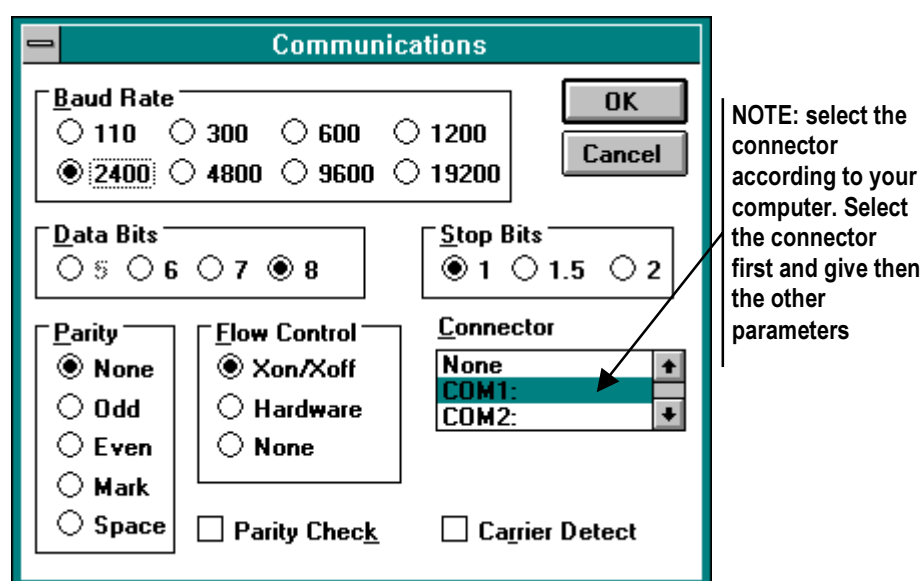 Communications
Baud Rate
110 300 600 1200
2400 4800 9600 19200
OK
Cancel
Data Bits
5 6 7 8
Stop Bits
1 1.5 2
Parity
None
Odd
Even
Mark
Space
Flow Control
Xon/Xoff
Hardware
None
Connector
None
COM1:
COM2:
Parity Check
Carrier Detect
NOTE: select the
connector
according to your
computer. Select
the connector
first and give then
the other
parameters